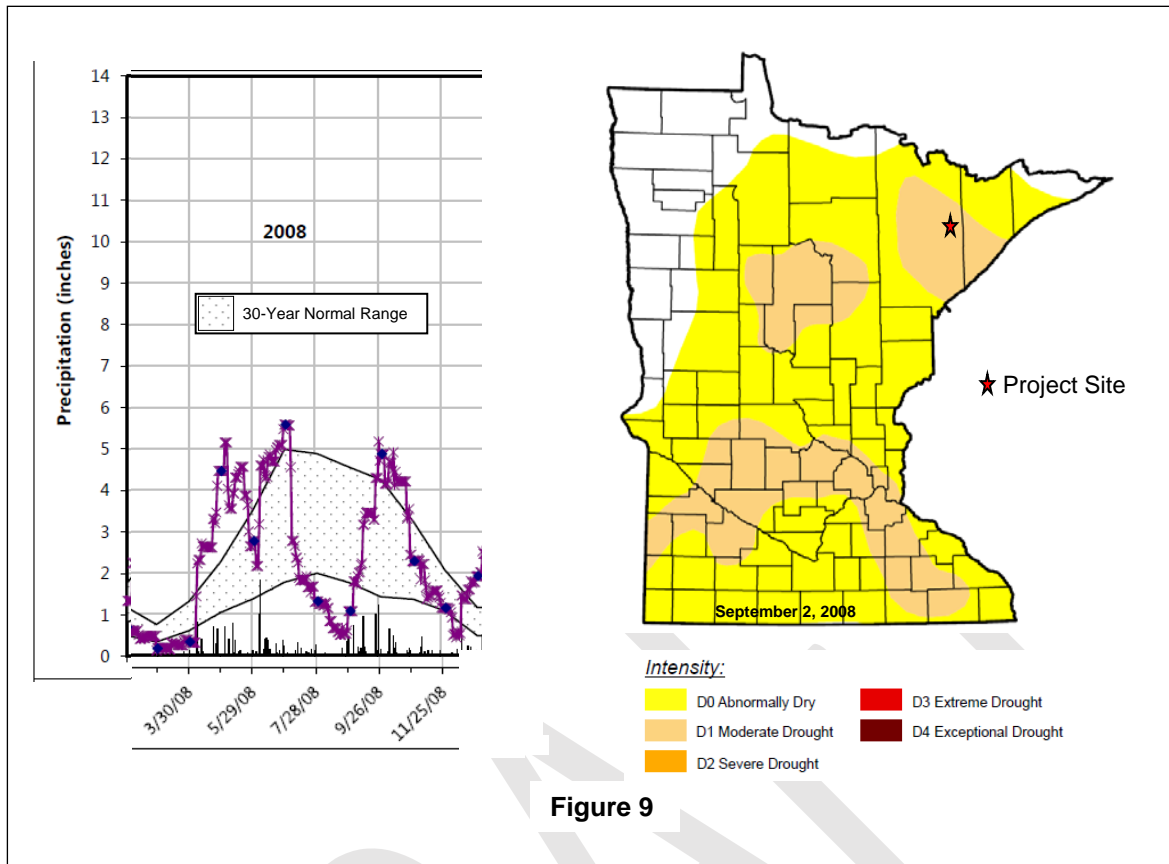 14
13
12
11
10
9
8
7
6
5
4
3
2
1
0
Precipitation (inches)
2008
30-Year Normal Range
3/30/08
5/29/08
7/28/08
9/26/08
11/25/08
Project Site
September 2, 2008
Intensity:
D0 Abnormally Dry
D1 Moderate Drought
D2 Severe Drought
D3 Extreme Drought
D4 Exceptional Drought
Figure 9